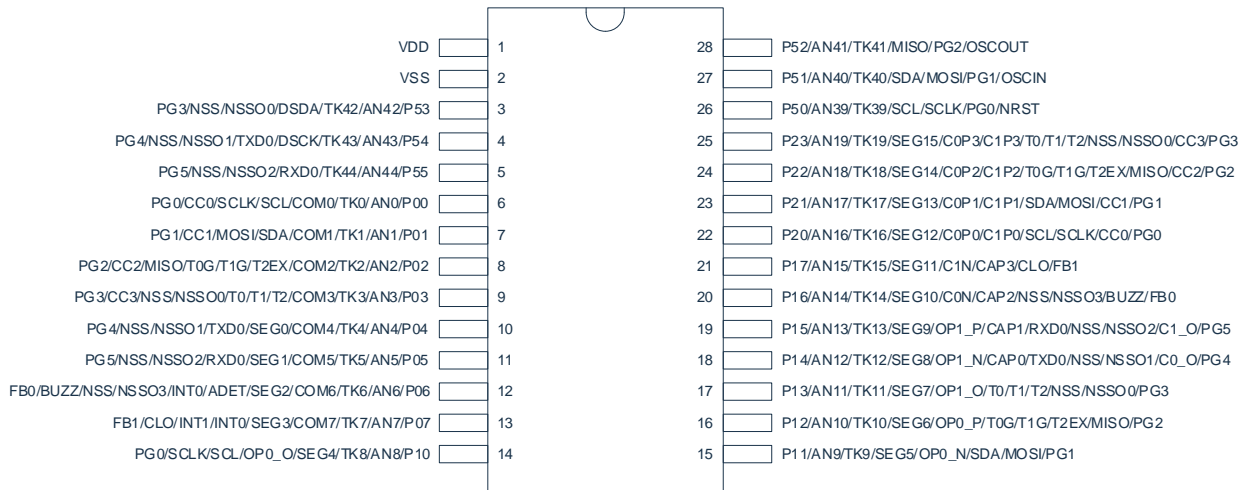 VDD 1 28 P52/AN41/TK41/MISO/PG2/OSCOUT
VSS 2 27 P51/AN40/TK40/SDA/MOSI/PG1/OSCIN
PG3/NSS/NSSO0/DSDA/TK42/AN42/P53 3 26 P50/AN39/TK39/SCL/SCLK/PG0/NRST
PG4/NSS/NSSO1/TXD0/DSCK/TK43/AN43/P54 4 25 P23/AN19/TK19/SEG15/C0P3/C1P3/T0/T1/T2/NSS/NSSO0/CC3/PG3
PG5/NSS/NSSO2/RXD0/TK44/AN44/P55 5 24 P22/AN18/TK18/SEG14/C0P2/C1P2/T0G/T1G/T2EX/MISO/CC2/PG2
PG0/CC0/SCLK/SCL/COM0/TK0/AN0/P00 6 23 P21/AN17/TK17/SEG13/C0P1/C1P1/SDA/MOSI/CC1/PG1
PG1/CC1/MOSI/SDA/COM1/TK1/AN1/P01 7 22 P20/AN16/TK16/SEG12/C0P0/C1P0/SCL/SCLK/CC0/PG0
PG2/CC2/MISO/T0G/T1G/T2EX/COM2/TK2/AN2/P02 8 21 P17/AN15/TK15/SEG11/C1N/CAP3/CLO/FB1
PG3/CC3/NSS/NSSO0/T0/T1/T2/COM3/TK3/AN3/P03 9 20 P16/AN14/TK14/SEG10/C0N/CAP2/NSS/NSSO3/BUZZ/FB0
PG4/NSS/NSSO1/TXD0/SEG0/COM4/TK4/AN4/P04 10 19 P15/AN13/TK13/SEG9/OP1_P/CAP1/RXD0/NSS/NSSO2/C1_O/PG5
PG5/NSS/NSSO2/RXD0/SEG1/COM5/TK5/AN5/P05 11 18 P14/AN12/TK12/SEG8/OP1_N/CAP0/TXD0/NSS/NSSO1/C0_O/PG4
FB0/BUZZ/NSS/NSSO3/INT0/ADET/SEG2/COM6/TK6/AN6/P06 12 17 P13/AN11/TK11/SEG7/OP1_O/T0/T1/T2/NSS/NSSO0/PG3
FB1/CLO/INT1/INT0/SEG3/COM7/TK7/AN7/P07 13 16 P12/AN10/TK10/SEG6/OP0_P/T0G/T1G/T2EX/MISO/PG2
PG0/SCLK/SCL/OP0_O/SEG4/TK8/AN8/P10 14 15 P11/AN9/TK9/SEG5/OP0_N/SDA/MOSI/PG1